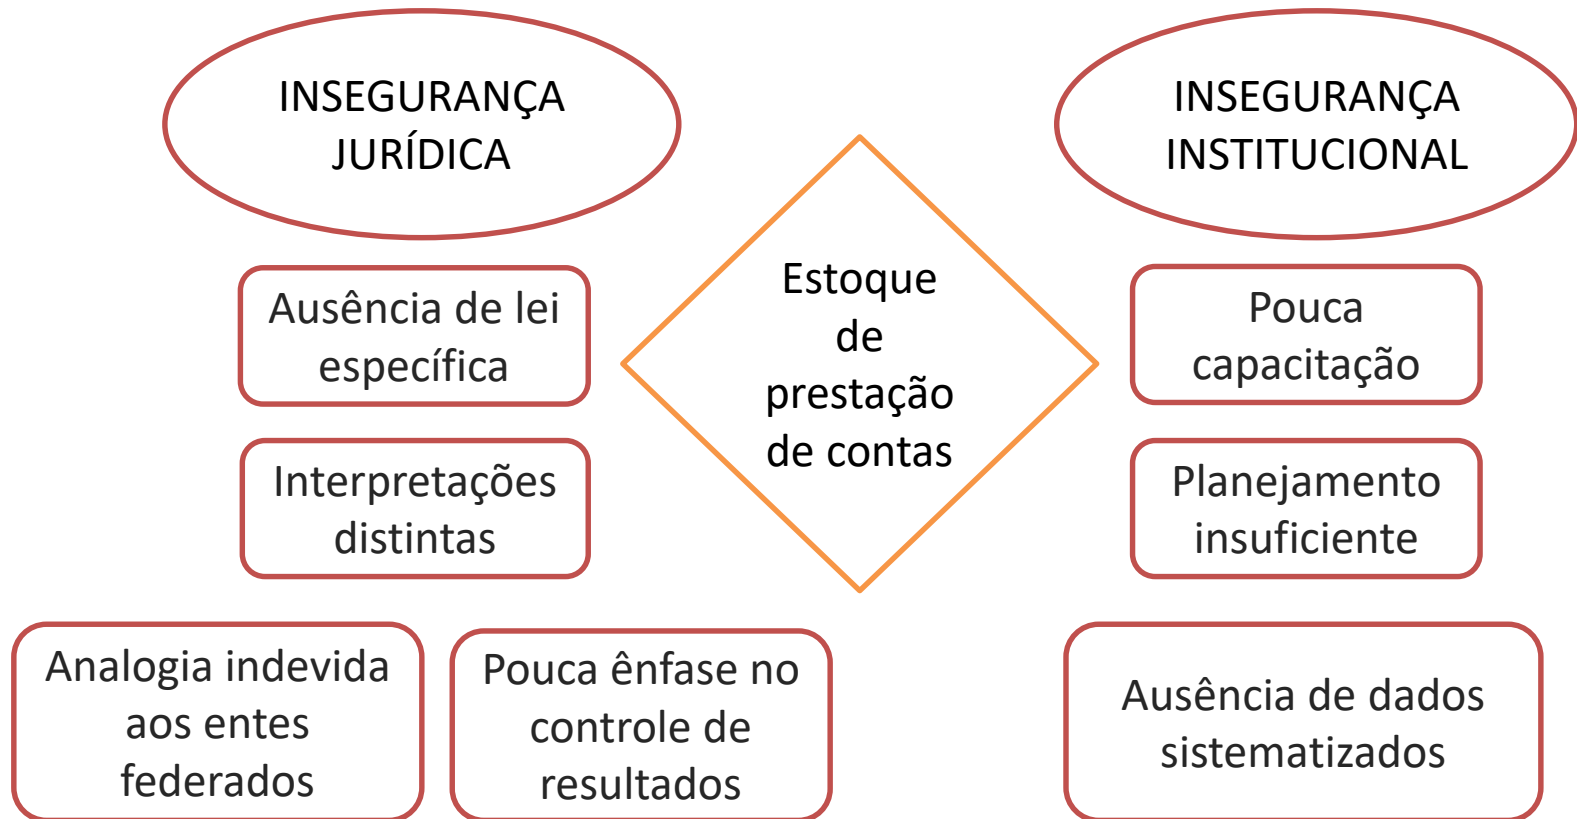 INSEGURANÇA
JURÍDICA
Ausência de lei
específica
Interpretações
distintas
Analogia indevida
aos entes
federados
Pouca ênfase no
controle de
resultados
Estoque
de
prestação
de contas
INSEGURANÇA
INSTITUCIONAL
Pouca
capacitação
Planejamento
insuficiente
Ausência de dados
sistematizados